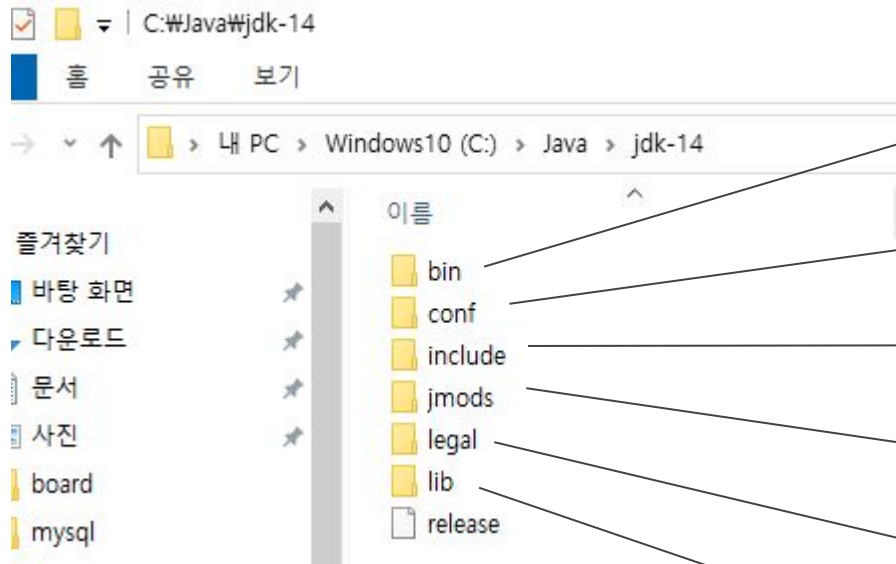 C:₩Java₩jdk-14
홈 공유 보기
내 PC > Windows10 (C:) > Java > jdk-14
이름
즐겨찾기
바탕 화면
다운로드
문서
사진
board
mysql
bin
conf
include
jmods
legal
lib
release